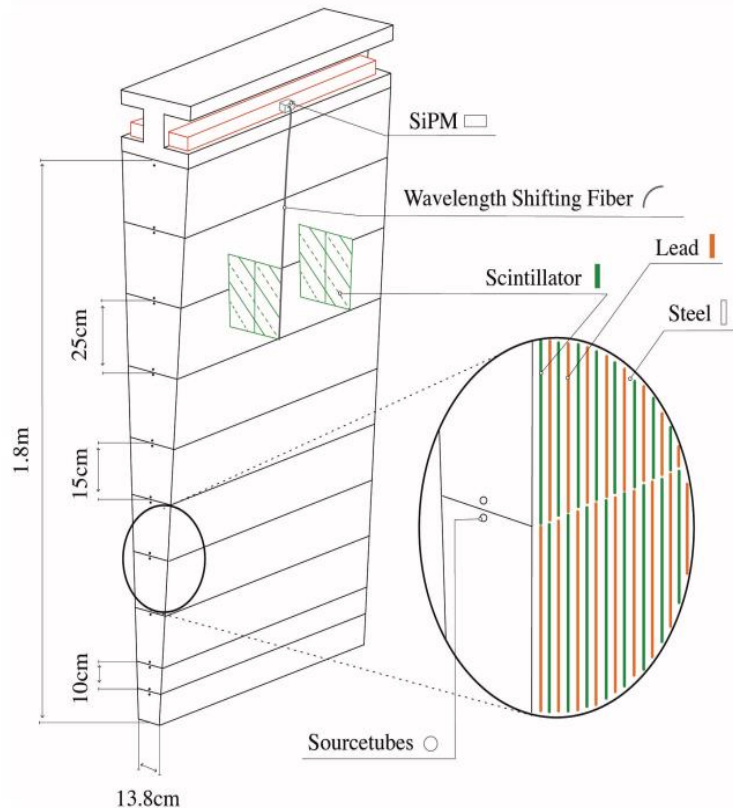 SiPM
Wavelength Shifting Fiber
Lead
Scintillator
Steel
25cm
1.8m
15cm
10cm
Sourcetubes
13.8cm